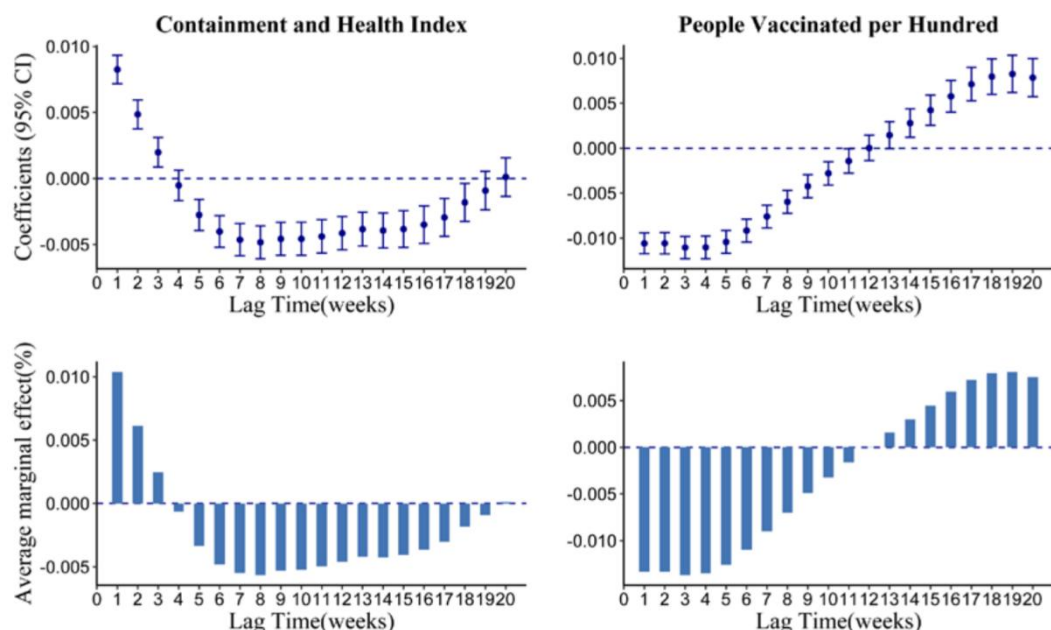 Containment and Health Index
Coefficients (95% CI)
0.010
0.005
0.000
-0.005
0 1 2 3 4 5 6 7 8 9 10 11 12 13 14 15 16 17 18 19 20
Lag Time(weeks)
People Vaccinated per Hundred
0.010
0.005
0.000
-0.005
-0.010
0 1 2 3 4 5 6 7 8 9 10 11 12 13 14 15 16 17 18 19 20
Lag Time(weeks)
Average marginal effect(%)
0.010
0.005
0.000
-0.005
0 1 2 3 4 5 6 7 8 9 10 11 12 13 14 15 16 17 18 19 20
Lag Time(weeks)
0.005
0.000
-0.005
-0.010
0 1 2 3 4 5 6 7 8 9 10 11 12 13 14 15 16 17 18 19 20
Lag Time(weeks)